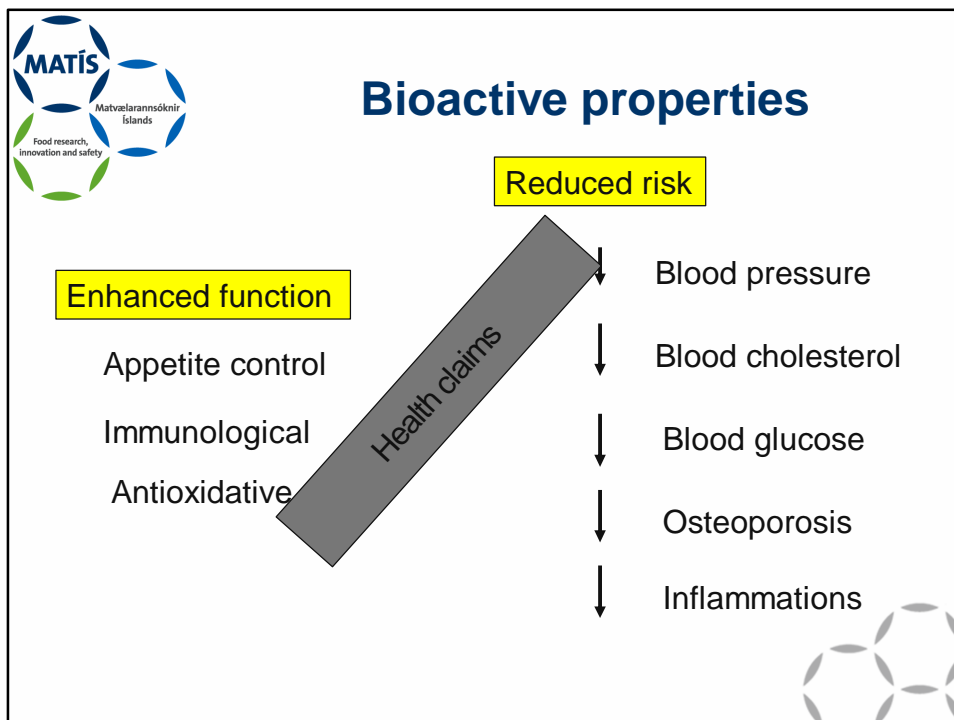 MATÍS
Matvælarannsóknir
Íslands
Food research,
innovation and safety
Bioactive properties
Reduced risk
Enhanced function
Appetite control
Immunological
Antioxidative
Health claims
Blood pressure
Blood cholesterol
Blood glucose
Osteoporosis
Inflammations